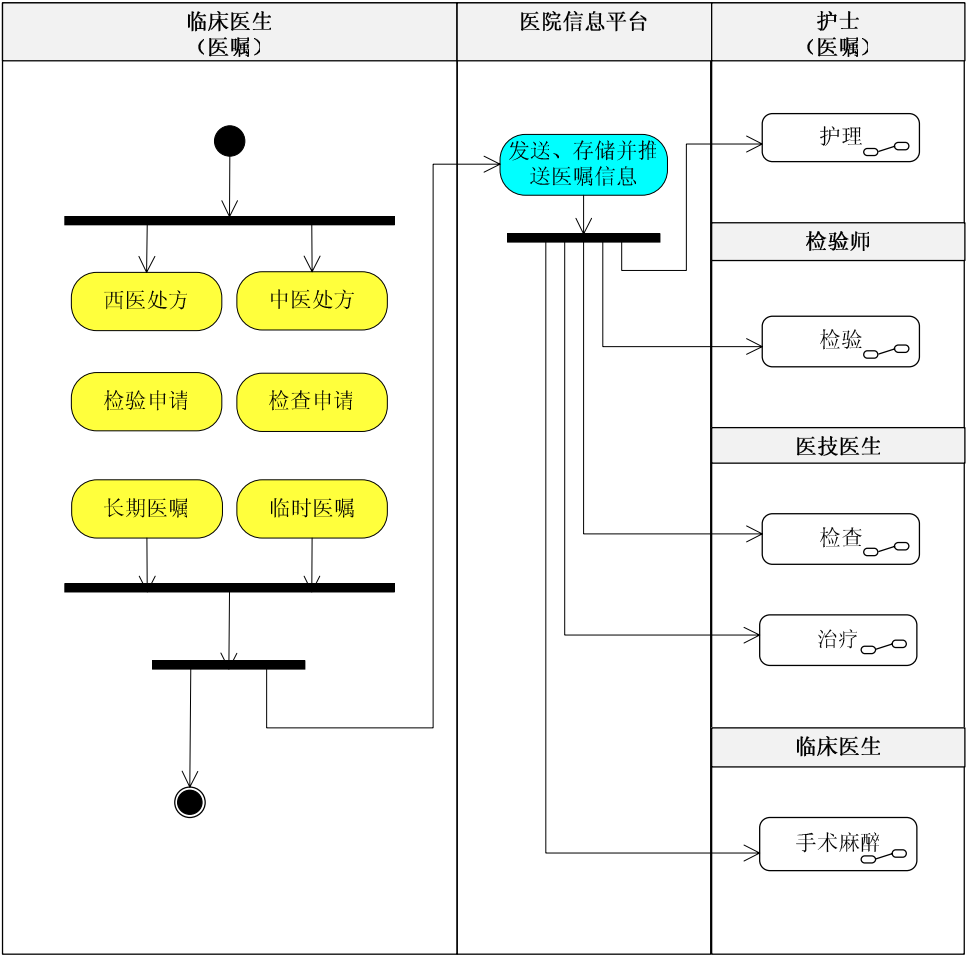 临床医生
（医嘱）
医院信息平台
护士
（医嘱）
西医处方
中医处方
检验申请
检查申请
长期医嘱
临时医嘱
发送、存储并推
送医嘱信息
护理
检验师
检验
医技医生
检查
治疗
临床医生
手术麻醉